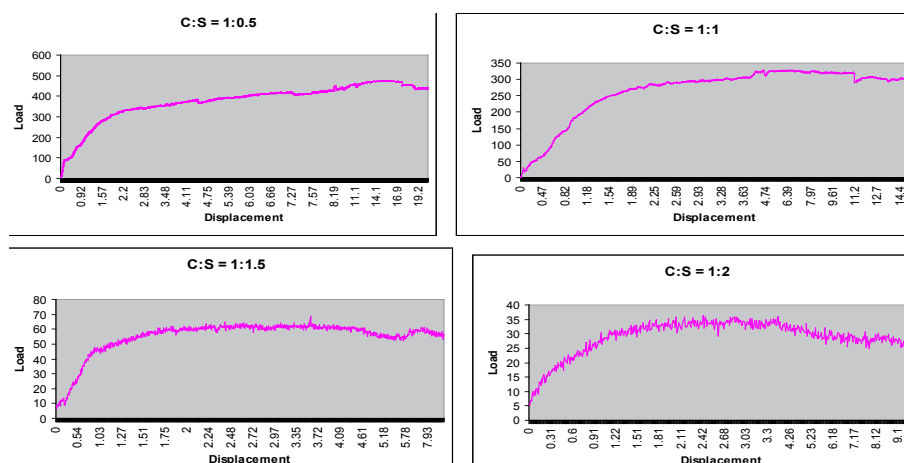 C:S = 1:0.5
600
500
400
300
200
100
0
Load
0 0.92 1.57 2.2 2.83 3.48 4.11 4.75 5.39 6.03 6.66 7.27 7.57 8.19 11.1 14.1 16.9 19.2
Displacement
C:S = 1:1
350
300
250
200
150
100
50
0
Load
0 0.47 0.82 1.18 1.54 1.89 2.25 2.59 2.93 3.28 3.63 4.74 6.39 7.97 9.61 11.2 12.7 14.4
Displacement
C:S = 1:1.5
80
70
60
50
40
30
20
10
0
Load
0 0.54 1.03 1.27 1.51 1.75 2 2.24 2.48 2.72 2.97 3.35 3.72 4.09 4.61 5.18 5.78 7.93
Displacement
C:S = 1:2
40
35
30
25
20
15
10
5
0
Load
0 0.31 0.6 0.91 1.22 1.51 1.81 2.11 2.42 2.68 3.03 3.3 4.26 5.23 6.18 7.17 8.12 9.1
Displacement